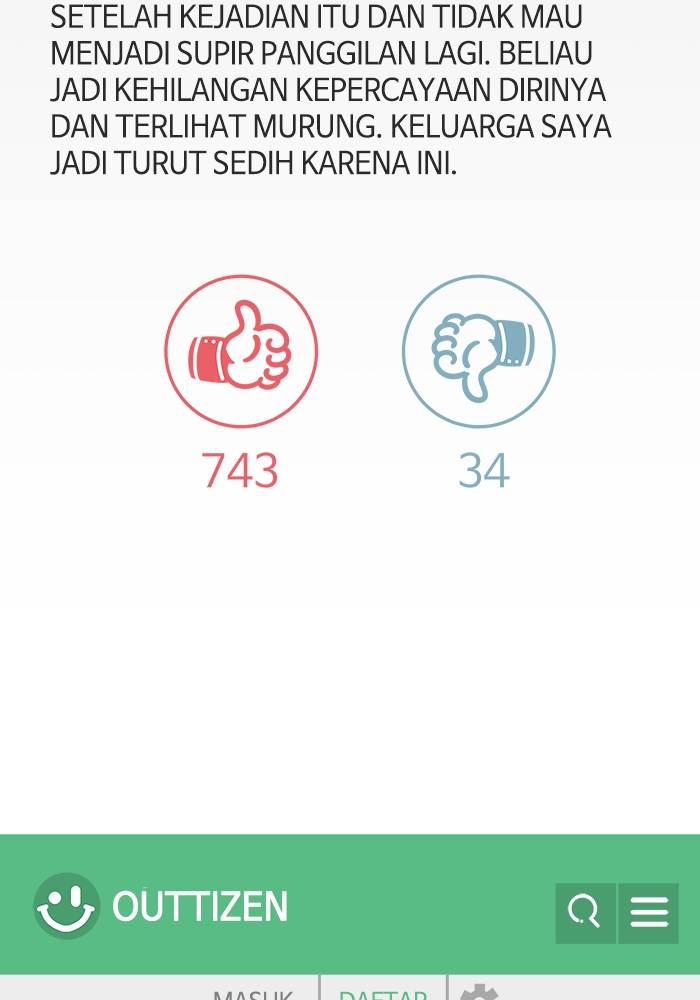 SETELAH KEJADIAN ITU DAN TIDAK MAU
MENJADI SUPIR PANGGILAN LAGI. BELIAU
JADI KEHILANGAN KEPERCAYAAN DIRINYA
DAN TERLIHAT MURUNG. KELUARGA SAYA
JADI TURUT SEDIH KARENA INI.
743
34
OUTTIZEN
MASUK
DAFTAR